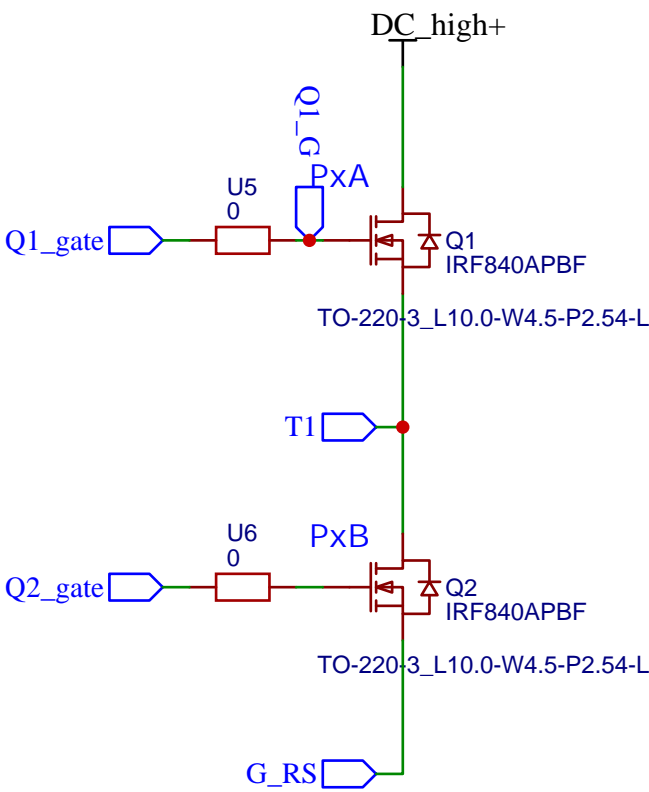 DC_high+
Q1_G
PxA
U5
0
Q1_gate
Q1
IRF840APBF
TO-220-3_L10.0-W4.5-P2.54-L
T1
U6
0
PxB
Q2_gate
Q2
IRF840APBF
TO-220-3_L10.0-W4.5-P2.54-L
G_RS